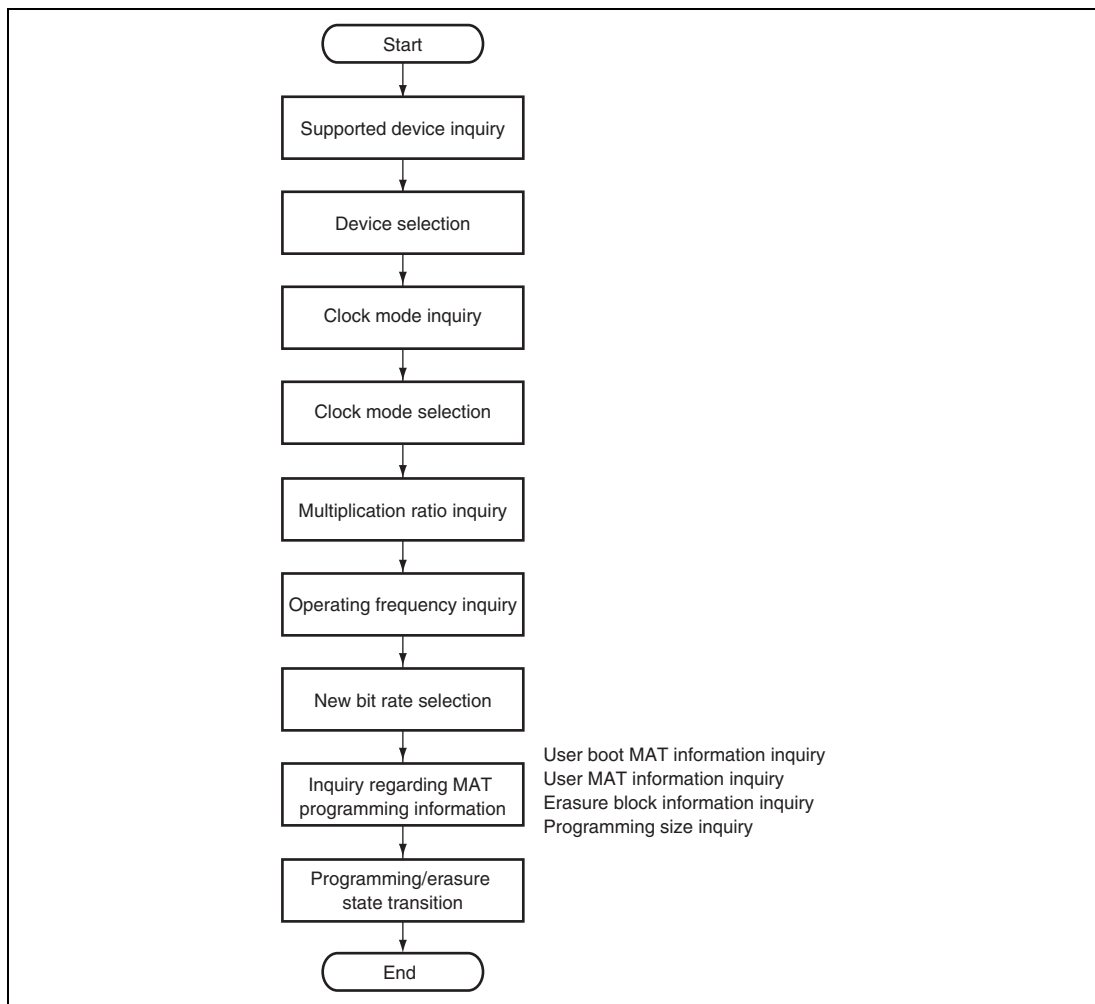 Start
Supported device inquiry
Device selection
Clock mode inquiry
Clock mode selection
Multiplication ratio inquiry
Operating frequency inquiry
New bit rate selection
Inquiry regarding MAT
programming information
User boot MAT information inquiry
User MAT information inquiry
Erasure block information inquiry
Programming size inquiry
Programming/erasure
state transition
End